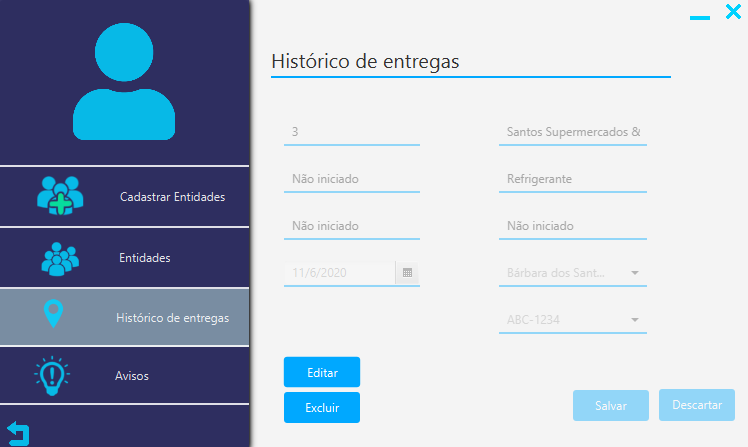 Histórico de entregas
Cadastrar Entidades
Entidades
Histórico de entregas
Avisos
3
Santos Supermercados &
Não iniciado
Refrigerante
Não iniciado
Não iniciado
11/6/2020
Bárbara dos Sant...
ABC-1234
Editar
Excluir
Salvar
Descartar